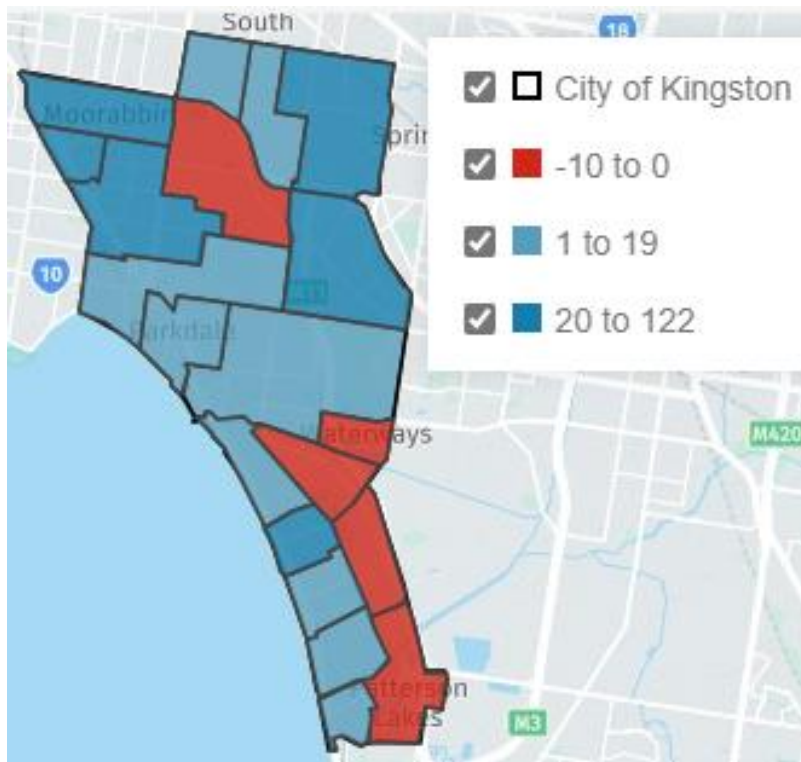 South
18
City of Kingston
Moorabbin
Sprin
-10 to 0
1 to 19
10
M11
20 to 122
Parkdale
Waterways
M420
Patterson
Lakes
M3